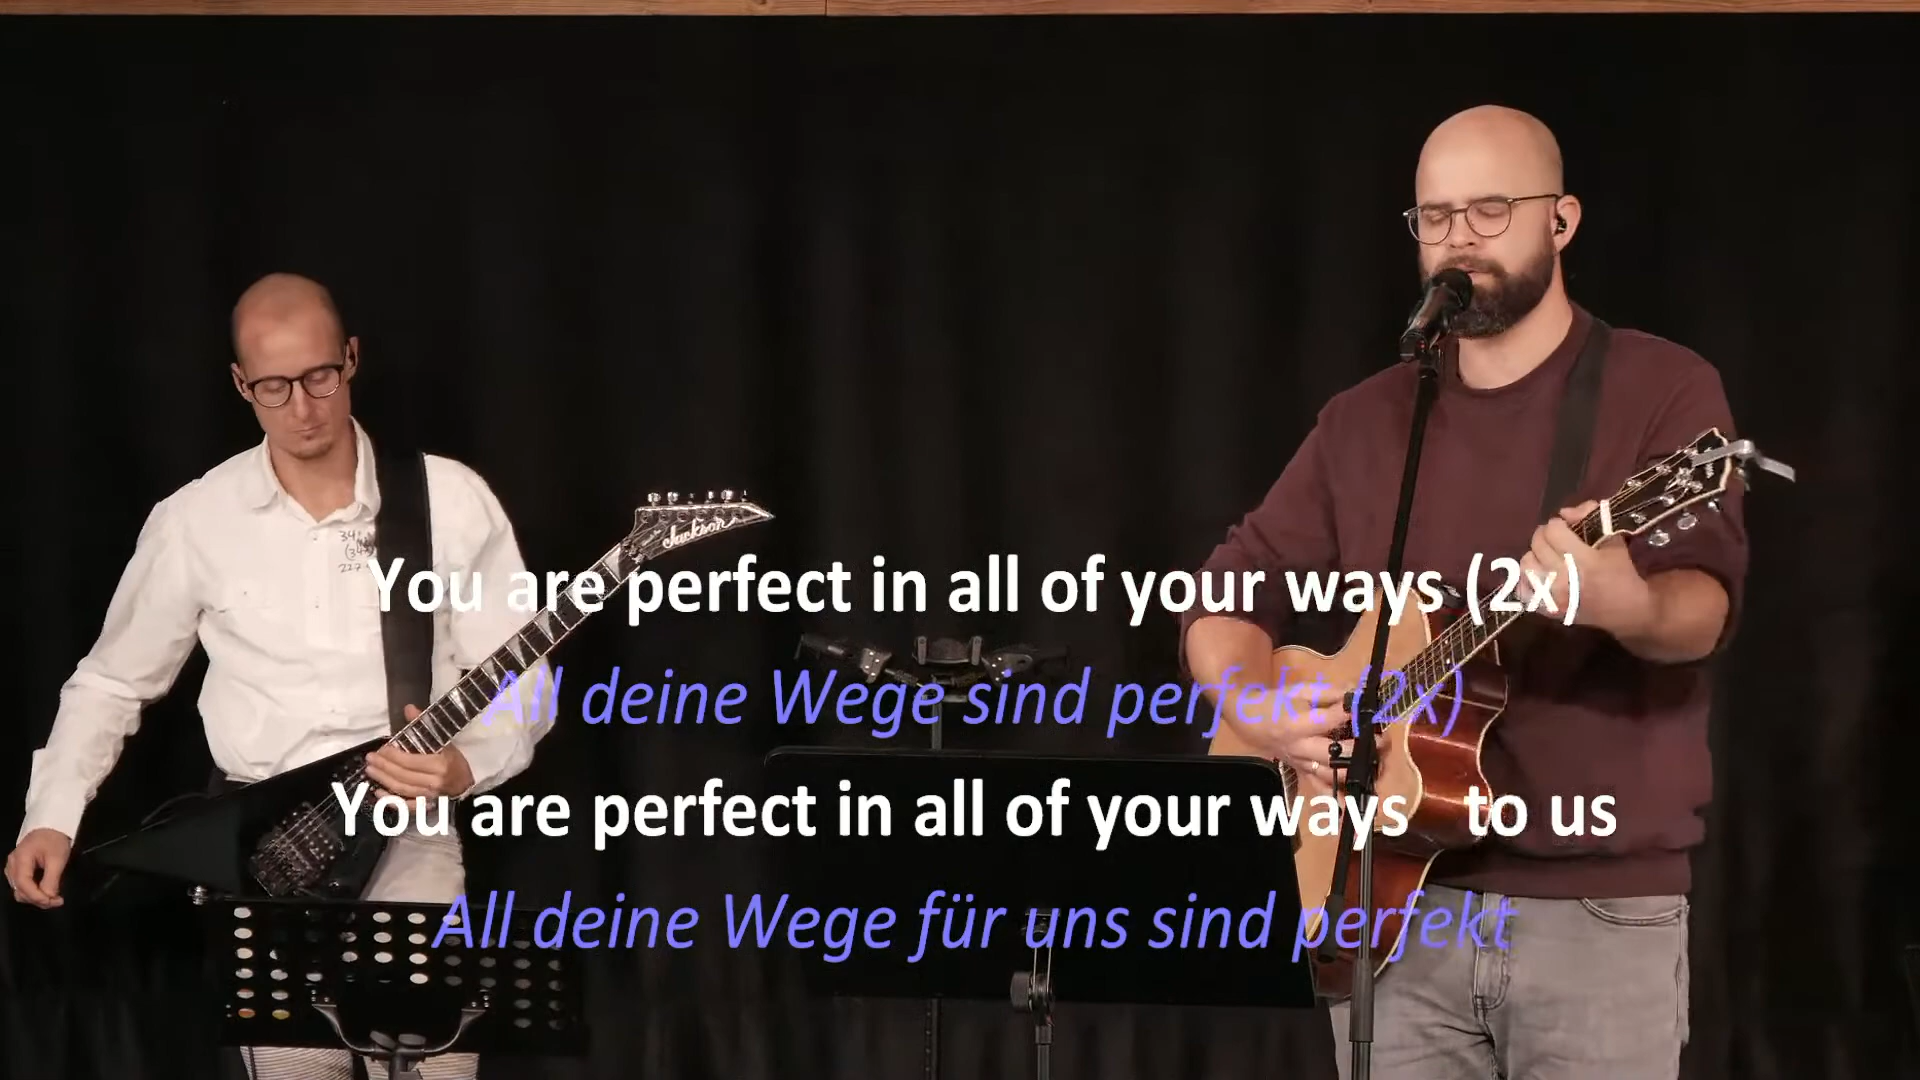 Jackson
You are perfect in all of your ways (2x)
All deine Wege sind perfekt (2x)
You are perfect in all of your ways to us
All deine Wege für uns sind perfekt